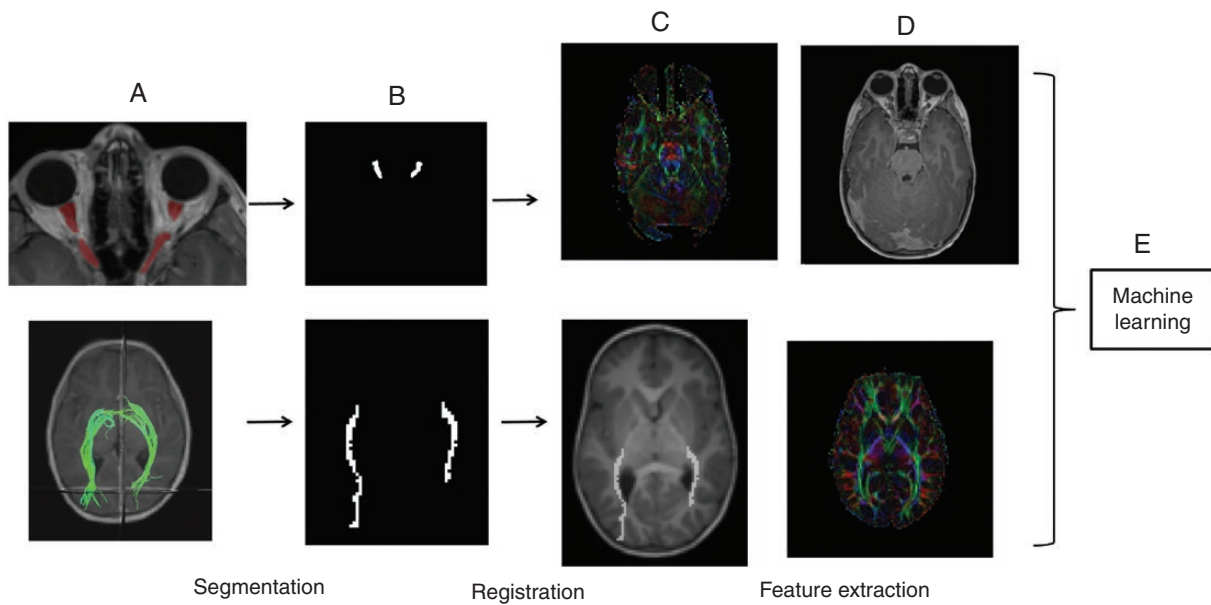 A
B
C
D
E
Machine
learning
Segmentation
Registration
Feature extraction